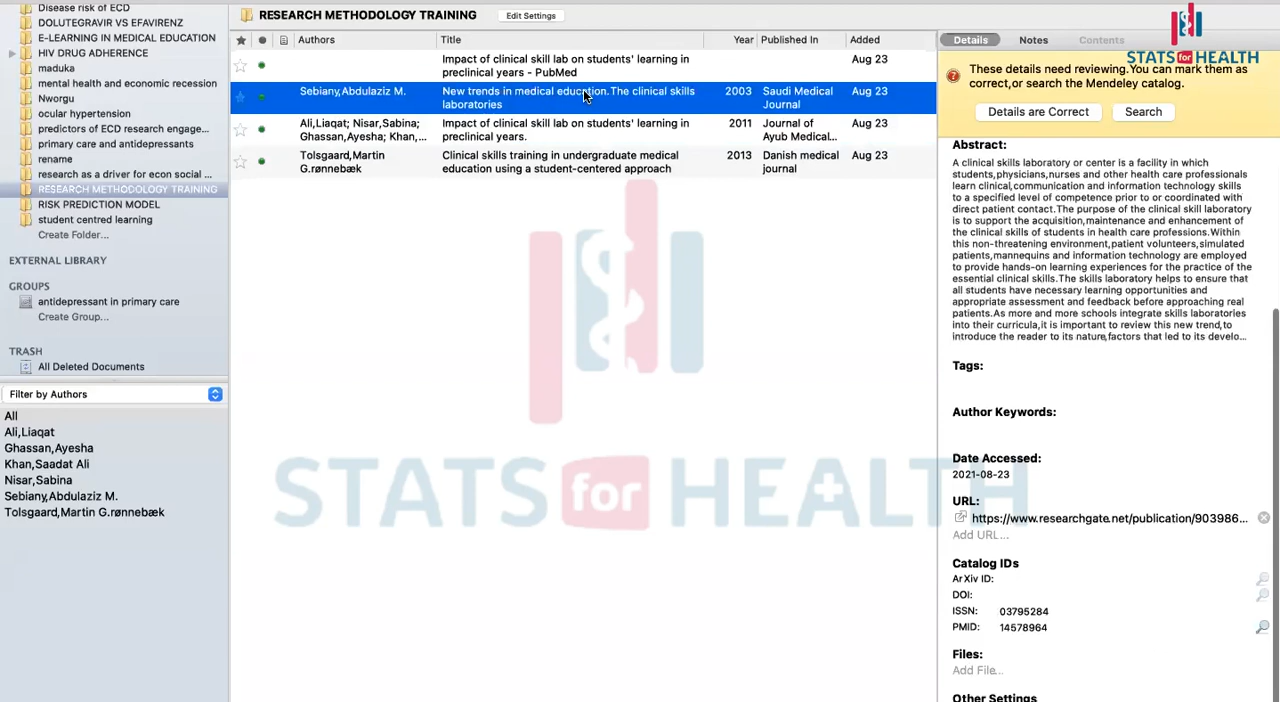 Disease risk of ECD
DOLUTEGRAVIR VS EFAVIRENZ
E-LEARNING IN MEDICAL EDUCATION
HIV DRUG ADHERENCE
maduka
mental health and economic recession
Nworgu
ocular hypertension
predictors of ECD research engage...
primary care and antidepressants
rename
research as a driver for econ social ...
RESEARCH METHODOLOGY TRAINING
RISK PREDICTION MODEL
student centred learning
Create Folder...
EXTERNAL LIBRARY
GROUPS
antidepressant in primary care
Create Group...
TRASH
All Deleted Documents
Filter by Authors
All
Ali,Liaqat
Ghassan,Ayesha
Khan,Saadat Ali
Nisar,Sabina
Sebiany,Abdulaziz M.
Tolsgaard,Martin G.rønnebæk
RESEARCH METHODOLOGY TRAINING
Edit Settings
Authors Title Year Published In Added
Impact of clinical skill lab on students' learning in Aug 23
preclinical years - PubMed
Sebiany,Abdulaziz M. New trends in medical education.The clinical skills 2003 Saudi Medical Aug 23
laboratories Journal
Ali,Liaqat; Nisar,Sabina; Impact of clinical skill lab on students' learning in 2011 Journal of Aug 23
Ghassan,Ayesha; Khan,... preclinical years. Ayub Medical...
Tolsgaard,Martin Clinical skills training in undergraduate medical 2013 Danish medical Aug 23
G.rønnebæk education using a student-centered approach journal
STATS for HEALTH
Details Notes Contents
STATS for HEALTH
These details need reviewing.You can mark them as
correct,or search the Mendeley catalog.
Details are Correct Search
Abstract:
A clinical skills laboratory or center is a facility in which
students,physicians,nurses and other health care professionals
learn clinical,communication and information technology skills
to a specified level of competence prior to or coordinated with
direct patient contact.The purpose of the clinical skill laboratory
is to support the acquisition,maintenance and enhancement of
the clinical skills of students in health care professions.Within
this non-threatening environment,patient volunteers,simulated
patients,mannequins and information technology are employed
to provide hands-on learning experiences for the practice of the
essential clinical skills.The skills laboratory helps to ensure that
all students have necessary learning opportunities and
appropriate assessment and feedback before approaching real
patients.As more and more schools integrate skills laboratories
into their curricula,it is important to review this new trend,to
introduce the reader to its nature,factors that led to its develo...
Tags:
Author Keywords:
Date Accessed:
2021-08-23
URL:
https://www.researchgate.net/publication/903986...
Add URL...
Catalog IDs
ArXiv ID:
DOI:
ISSN: 03795284
PMID: 14578964
Files:
Add File...
Other Settings